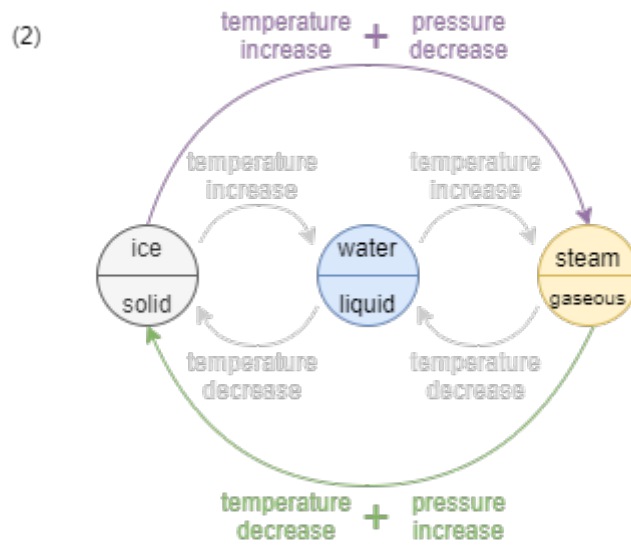 (2)
temperature + pressure
increase decrease
temperature temperature
increase increase
ice water steam
solid liquid gaseous
temperature temperature
decrease decrease
temperature + pressure
decrease increase